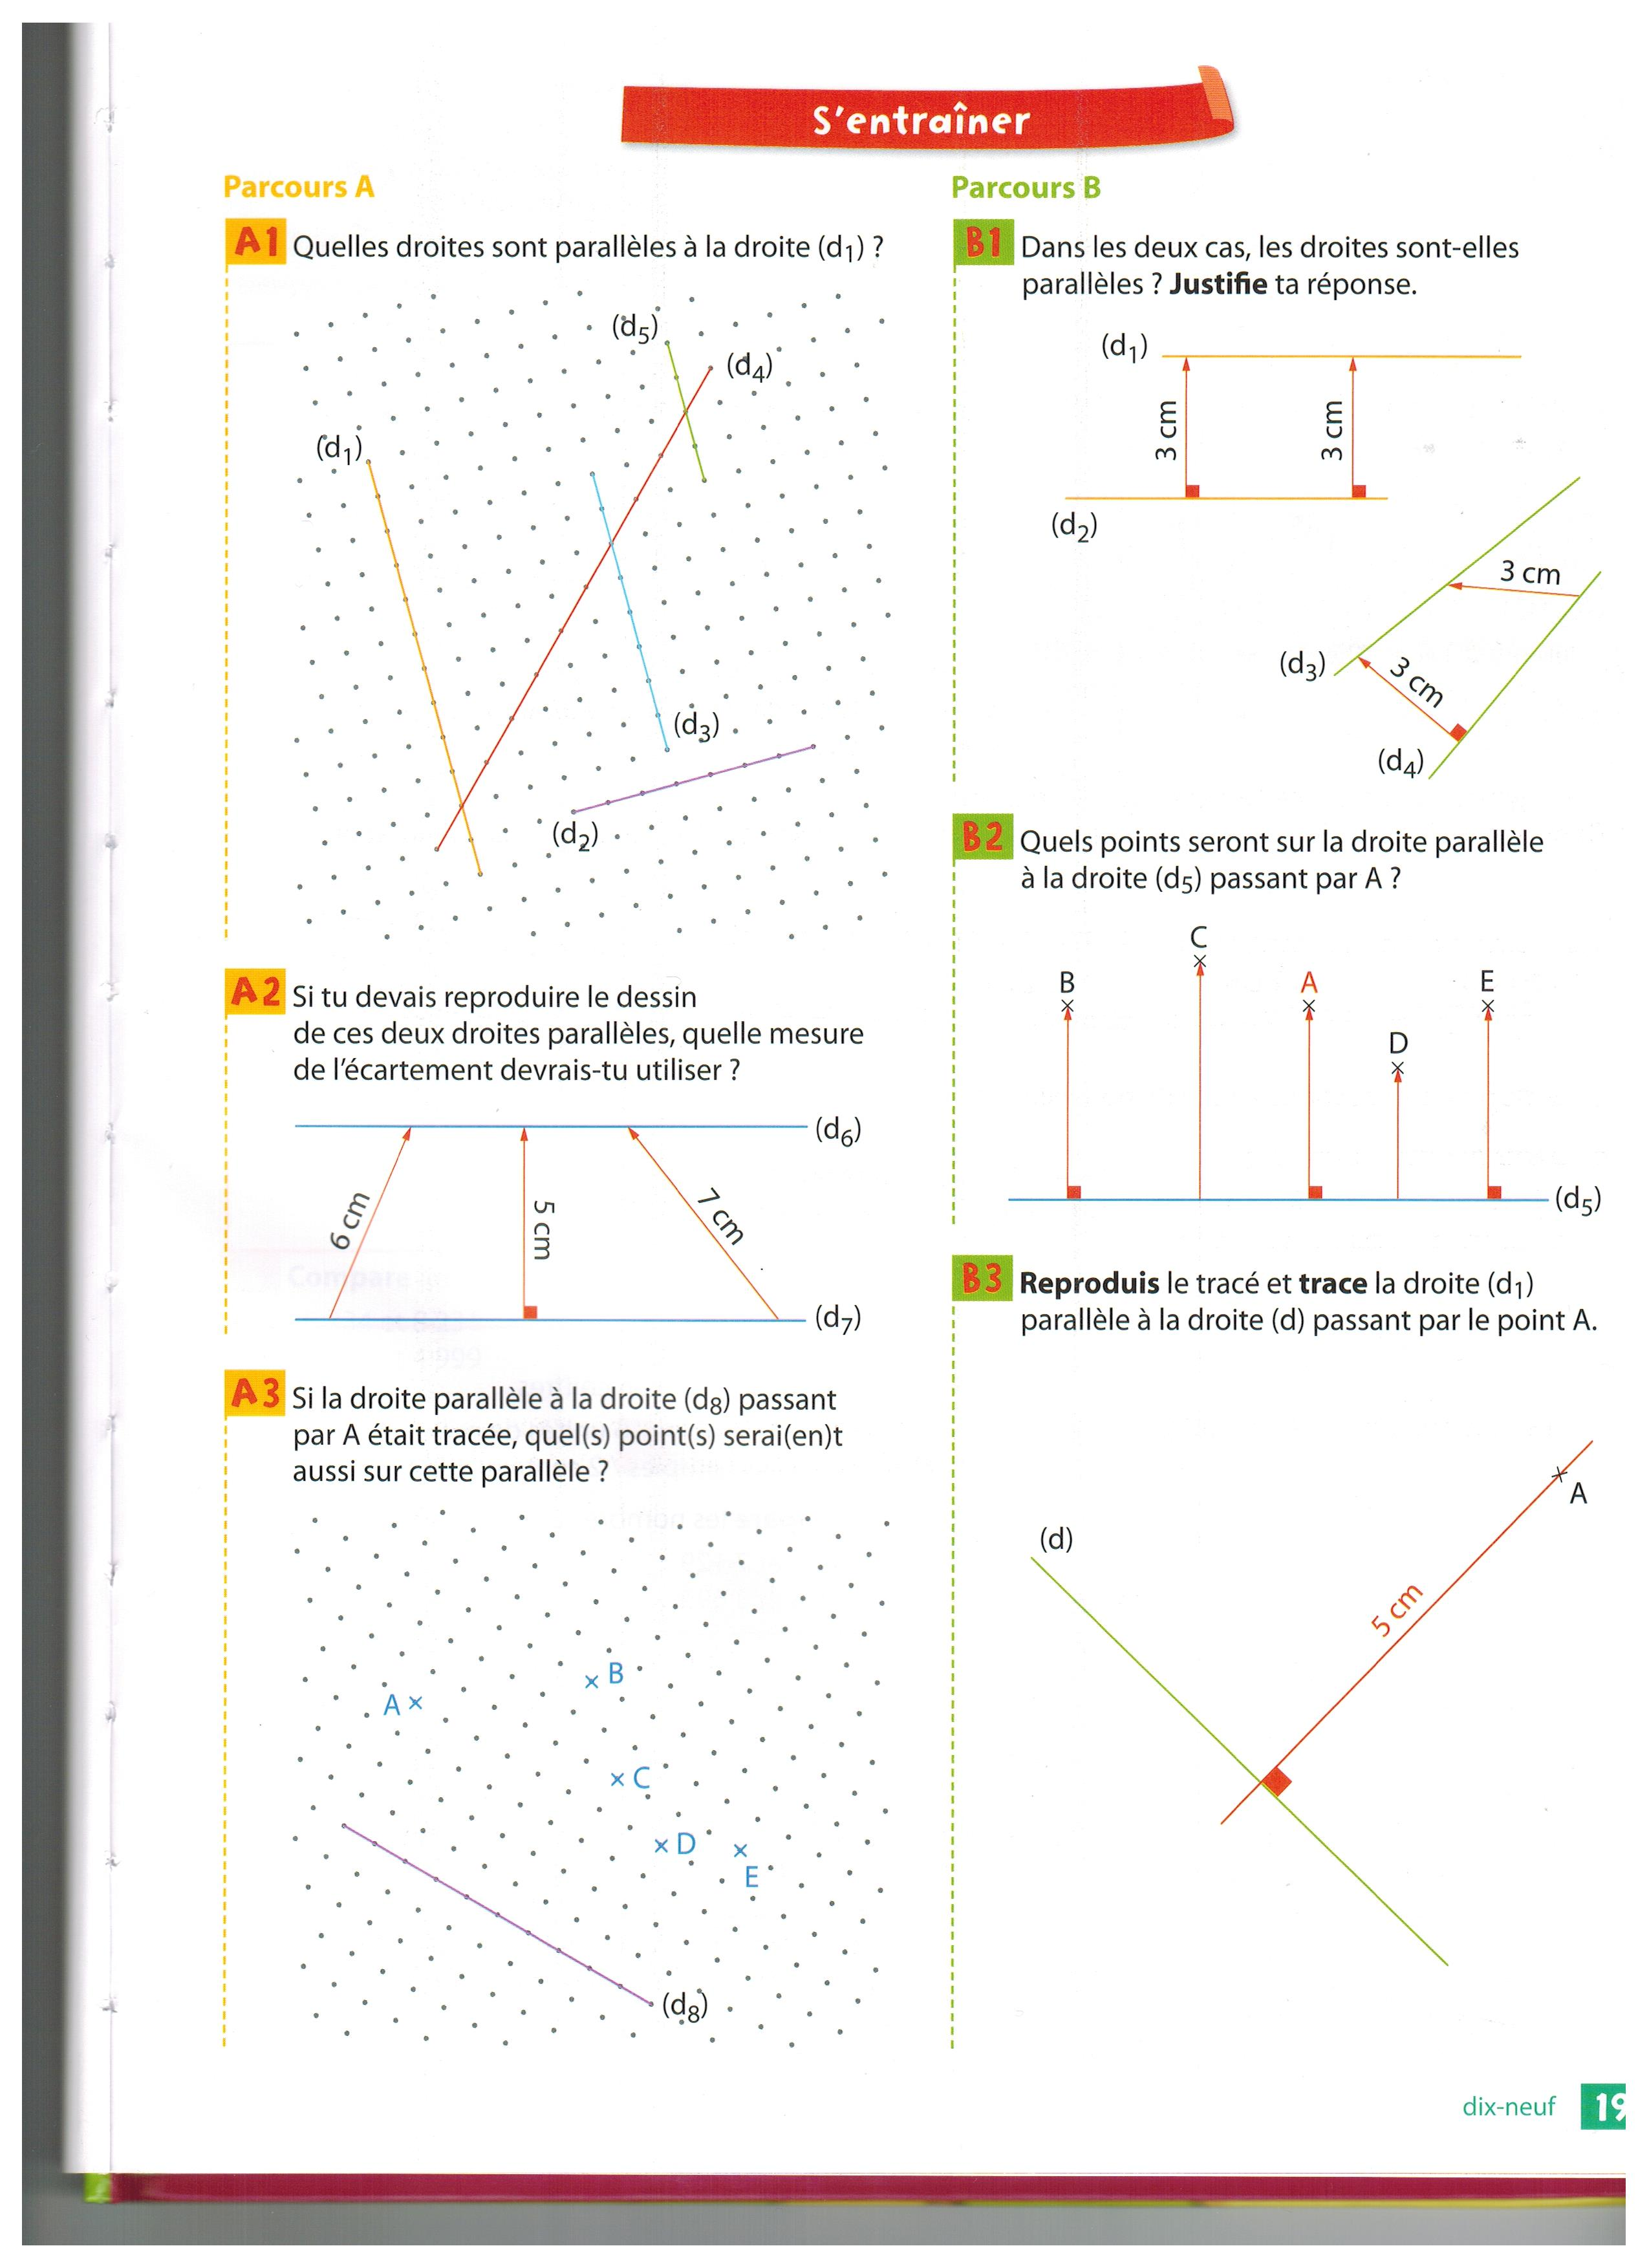 S'entraîner
Parcours A
A1 Quelles droites sont parallèles à la droite (d1) ?
(d5)
(d4)
(d1)
(d3)
(d2)
A2 Si tu devais reproduire le dessin
de ces deux droites parallèles, quelle mesure
de l'écartement devrais-tu utiliser ?
(d6)
6 cm
5 cm
7 cm
(d7)
A3 Si la droite parallèle à la droite (d8) passant
par A était tracée, quel(s) point(s) serai(en)t
aussi sur cette parallèle ?
B
A
C
D
E
(d8)
Parcours B
B1 Dans les deux cas, les droites sont-elles
parallèles ? Justifie ta réponse.
(d1)
3 cm
3 cm
(d2)
3 cm
(d3)
3 cm
(d4)
B2 Quels points seront sur la droite parallèle
à la droite (d5) passant par A ?
C
B
A
E
D
(d5)
B3 Reproduis le tracé et trace la droite (d1)
parallèle à la droite (d) passant par le point A.
A
(d)
5 cm
dix-neuf 19